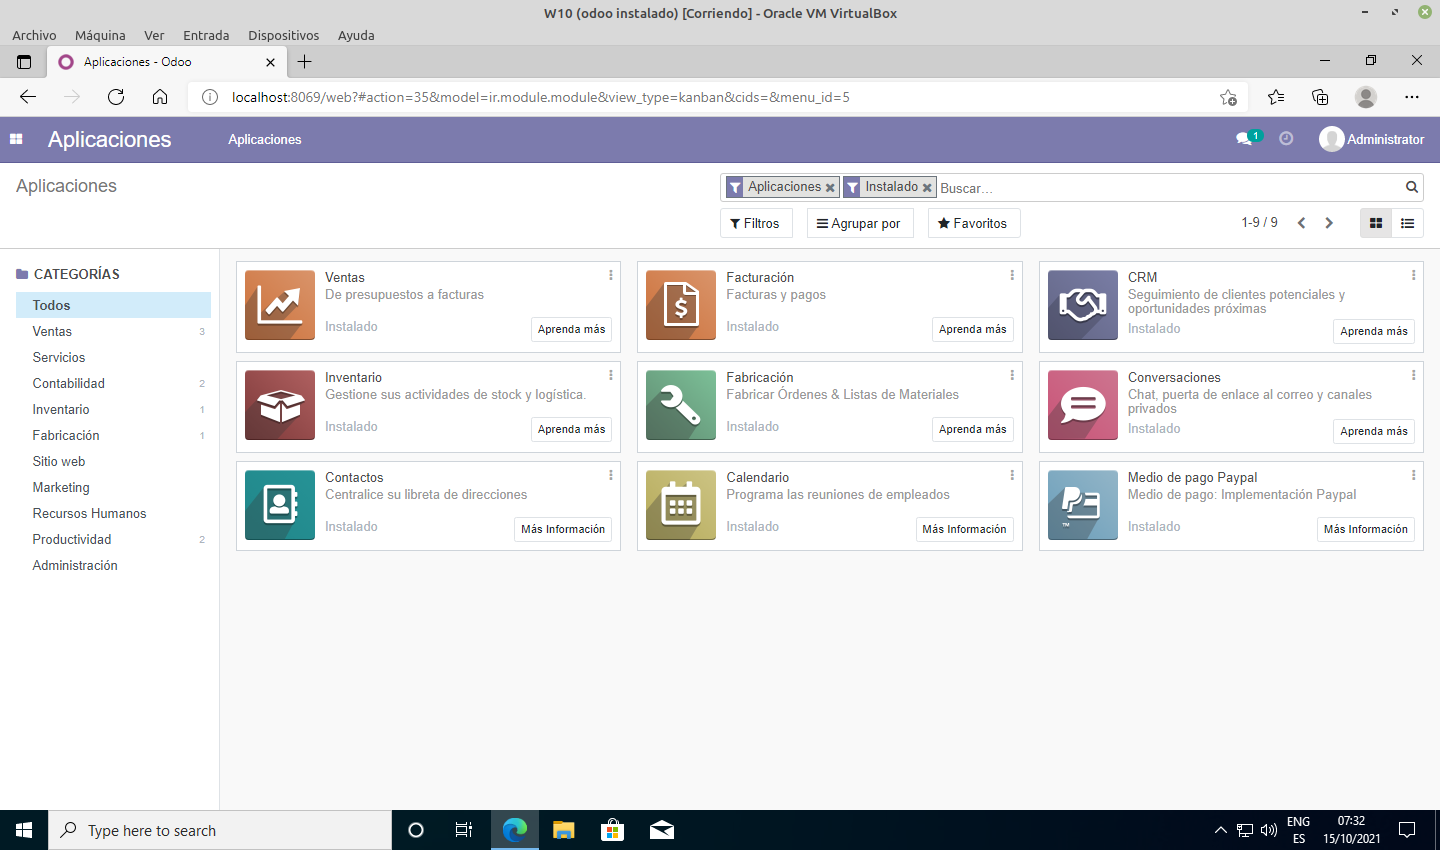 W10 (odoo instalado) [Corriendo] - Oracle VM VirtualBox
Archivo Máquina Ver Entrada Dispositivos Ayuda
Aplicaciones - Odoo
localhost:8069/web?#action=35&model=ir.module.module&view_type=kanban&cids=&menu_id=5
Aplicaciones Aplicaciones 1 Administrator
Aplicaciones
Aplicaciones Instalado Buscar...
Filtros Agrupar por Favoritos 1-9 / 9
CATEGORÍAS
Todos
Ventas 3
Servicios
Contabilidad 2
Inventario 1
Fabricación 1
Sitio web
Marketing
Recursos Humanos
Productividad 2
Administración
Ventas
De presupuestos a facturas
Instalado
Aprenda más
Facturación
Facturas y pagos
Instalado
Aprenda más
CRM
Seguimiento de clientes potenciales y
oportunidades próximas
Instalado
Aprenda más
Inventario
Gestione sus actividades de stock y logística.
Instalado
Aprenda más
Fabricación
Fabricar Órdenes & Listas de Materiales
Instalado
Aprenda más
Conversaciones
Chat, puerta de enlace al correo y canales
privados
Instalado
Aprenda más
Contactos
Centralice su libreta de direcciones
Instalado
Más Información
Calendario
Programa las reuniones de empleados
Instalado
Más Información
TM
Medio de pago Paypal
Medio de pago: Implementación Paypal
Instalado
Más Información
Type here to search
ENG
ES
07:32
15/10/2021